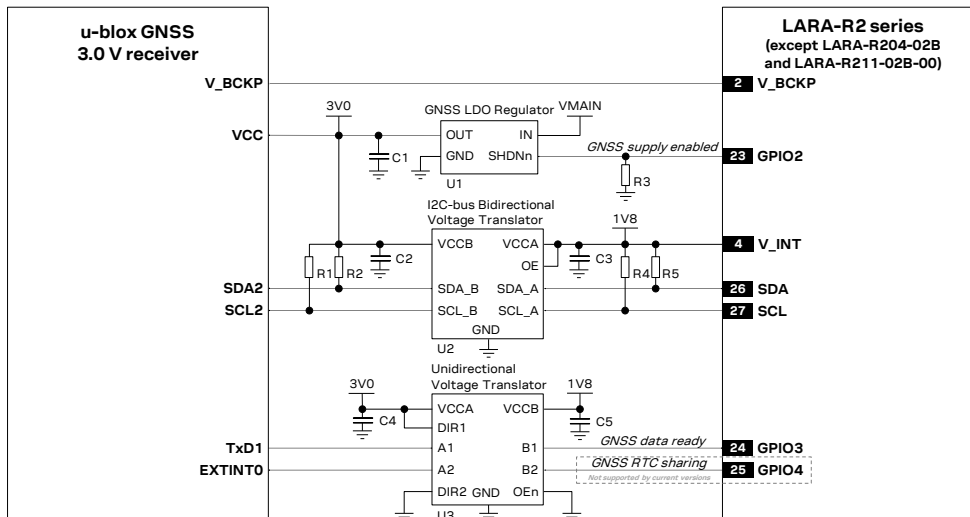 u-blox GNSS
3.0 V receiver
LARA-R2 series
(except LARA-R204-02B
and LARA-R211-02B-00)
V_BCKP
2 V_BCKP
3V0
GNSS LDO Regulator
VMAIN
VCC
OUT
IN
GND
SHDNn
C1
U1
GNSS supply enabled
23 GPIO2
R3
I2C-bus Bidirectional
Voltage Translator
1V8
VCCB
VCCA
4 V_INT
OE
C2
C3
R1
R2
R4
R5
SDA2
SDA_B
SDA_A
26 SDA
SCL2
SCL_B
SCL_A
27 SCL
GND
U2
Unidirectional
Voltage Translator
3V0
1V8
VCCA
VCCB
C4
C5
DIR1
TxD1
A1
B1
GNSS data ready
24 GPIO3
EXTINT0
A2
B2
GNSS RTC sharing
25 GPIO4
Not supported by current versions
DIR2
GND
OEn
U3